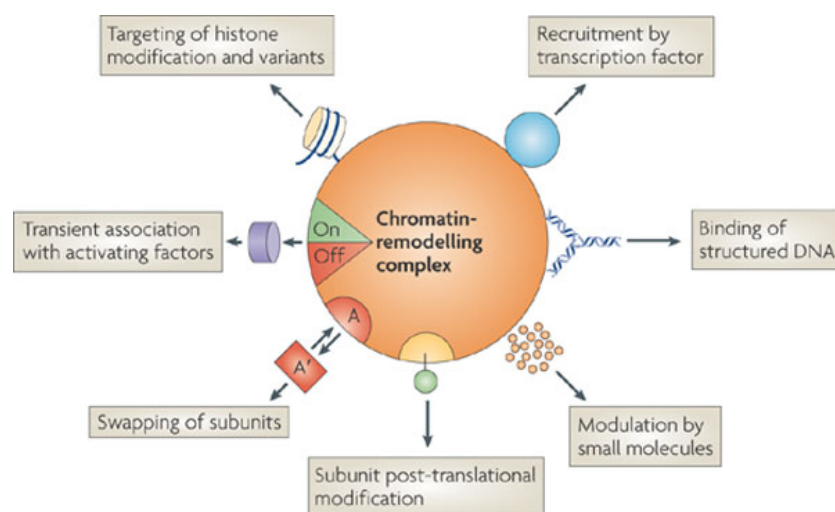 Targeting of histone
modification and variants
Recruitment by
transcription factor
Transient association
with activating factors
On
Off
Chromatin-
remodelling
complex
Binding of
structured DNA
A
A′
Swapping of subunits
Subunit post-translational
modification
Modulation by
small molecules